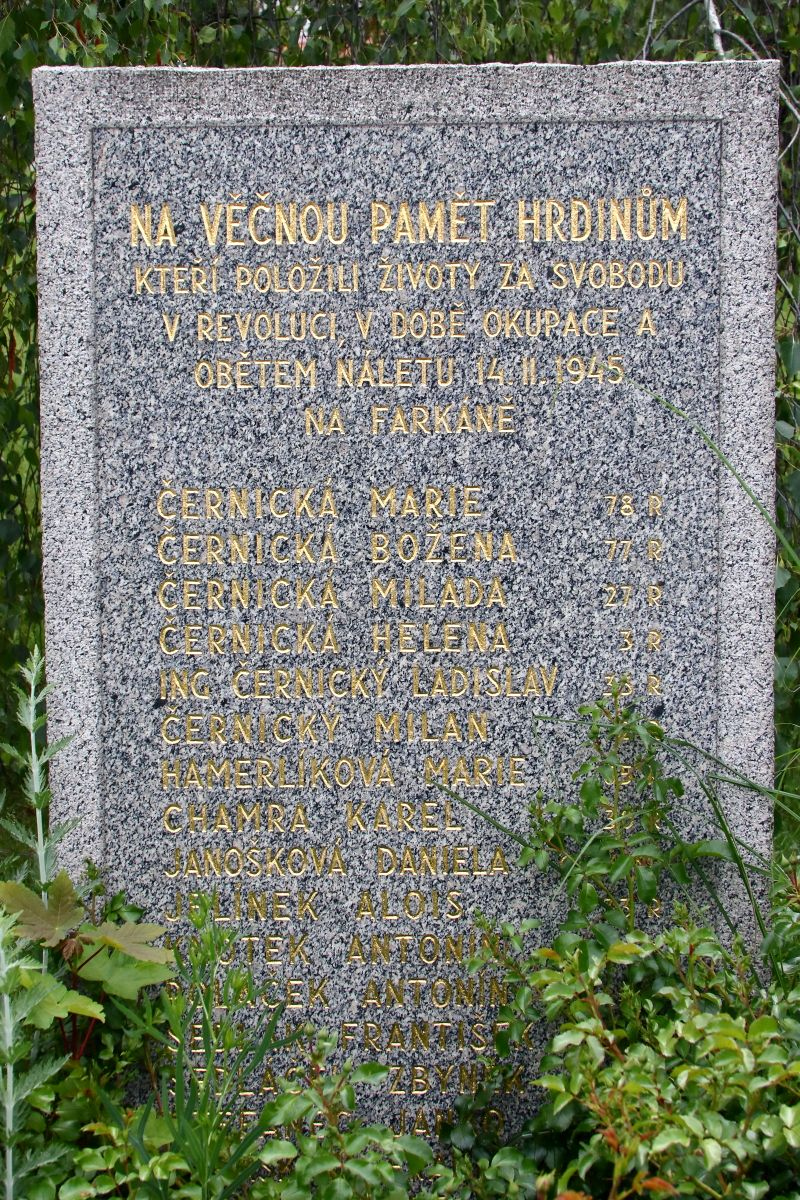 NA VĚČNOU PAMĚT HRDINŮM
KTEŘÍ POLOŽILI ŽIVOTY ZA SVOBODU
V REVOLUCI, V DOBĚ OKUPACE A
OBĚTEM NÁLETU 14.II.1945
NA FARKÁNĚ
ČERNICKÁ MARIE 78 R
ČERNICKÁ BOŽENA 77 R
ČERNICKÁ MILADA 27 R
ČERNICKÁ HELENA 3 R
ING ČERNICKÝ LADISLAV R
ČERNICKÝ MILAN
HAMERLÍKOVÁ MARIE
CHAMRA KAREL
JANOŠKOVÁ DANIELA
JELÍNEK ALOIS R
ANTONÍN
ANTONÍN
FRANTIŠEK
ZBYNĚK